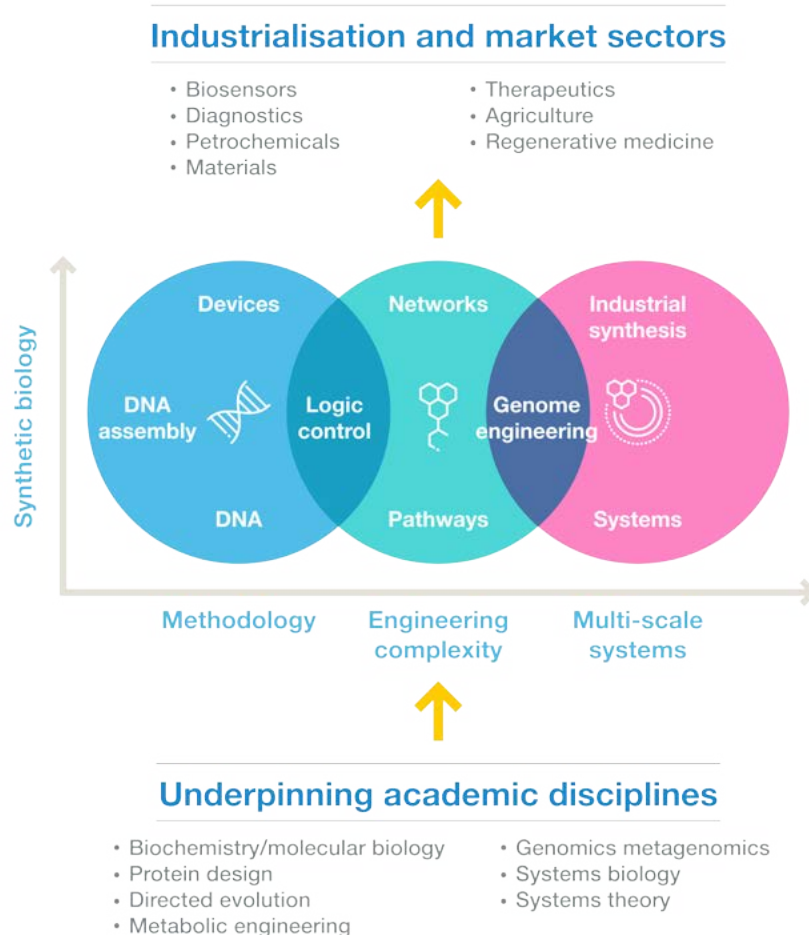 Industrialisation and market sectors
• Biosensors
• Diagnostics
• Petrochemicals
• Materials
• Therapeutics
• Agriculture
• Regenerative medicine
Synthetic biology
Devices
DNA
assembly
DNA
Logic
control
Networks
Pathways
Genome
engineering
Industrial
synthesis
Systems
Methodology
Engineering
complexity
Multi-scale
systems
Underpinning academic disciplines
• Biochemistry/molecular biology
• Protein design
• Directed evolution
• Metabolic engineering
• Genomics metagenomics
• Systems biology
• Systems theory